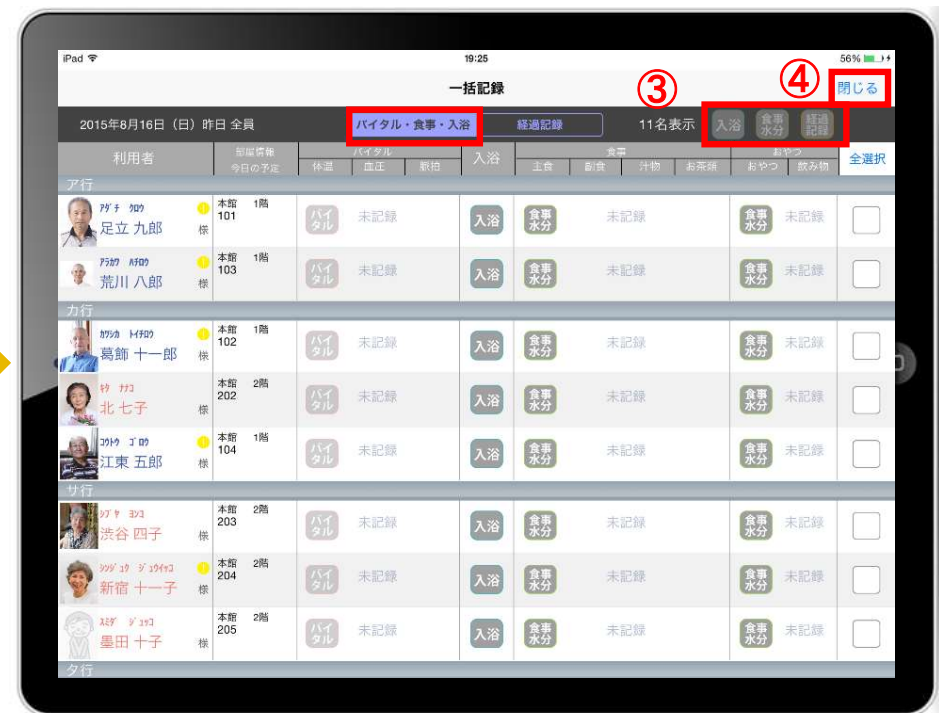 iPad 19:25 56%
一括記録 ③ ④ 閉じる
2015年8月16日（日）昨日 全員 バイタル・食事・入浴 経過記録 11名表示 入浴 食事水分 経過記録
利用者 部屋情報 バイタル 入浴 食事 おやつ 全選択
今日の予定 体温 血圧 脈拍 主食 副食 汁物 お茶類 おやつ 飲み物
ア行
ｱﾀﾞﾁ ｸﾛｳ 本館 1階
足立 九郎 様 101 バイタル 未記録 入浴 食事水分 未記録 食事水分 未記録
ｱﾗｶﾜ ﾊﾁﾛｳ 本館 1階
荒川 八郎 様 103 バイタル 未記録 入浴 食事水分 未記録 食事水分 未記録
カ行
ｶﾂｼｶ ﾄｲﾁﾛｳ 本館 1階
葛飾 十一郎 様 102 バイタル 未記録 入浴 食事水分 未記録 食事水分 未記録
ｷﾀ ﾅﾅｺ 本館 2階
北 七子 様 202 バイタル 未記録 入浴 食事水分 未記録 食事水分 未記録
ｺｳﾄｳ ｺﾞﾛｳ 本館 1階
江東 五郎 様 104 バイタル 未記録 入浴 食事水分 未記録 食事水分 未記録
サ行
ｼﾌﾞﾔ ﾖﾝｺ 本館 2階
渋谷 四子 様 203 バイタル 未記録 入浴 食事水分 未記録 食事水分 未記録
ｼﾝｼﾞｭｸ ｼﾞｭｳｲﾁｺ 本館 2階
新宿 十一子 様 204 バイタル 未記録 入浴 食事水分 未記録 食事水分 未記録
ｽﾐﾀﾞ ｼﾞｭｯｺ 本館 2階
墨田 十子 様 205 バイタル 未記録 入浴 食事水分 未記録 食事水分 未記録
タ行